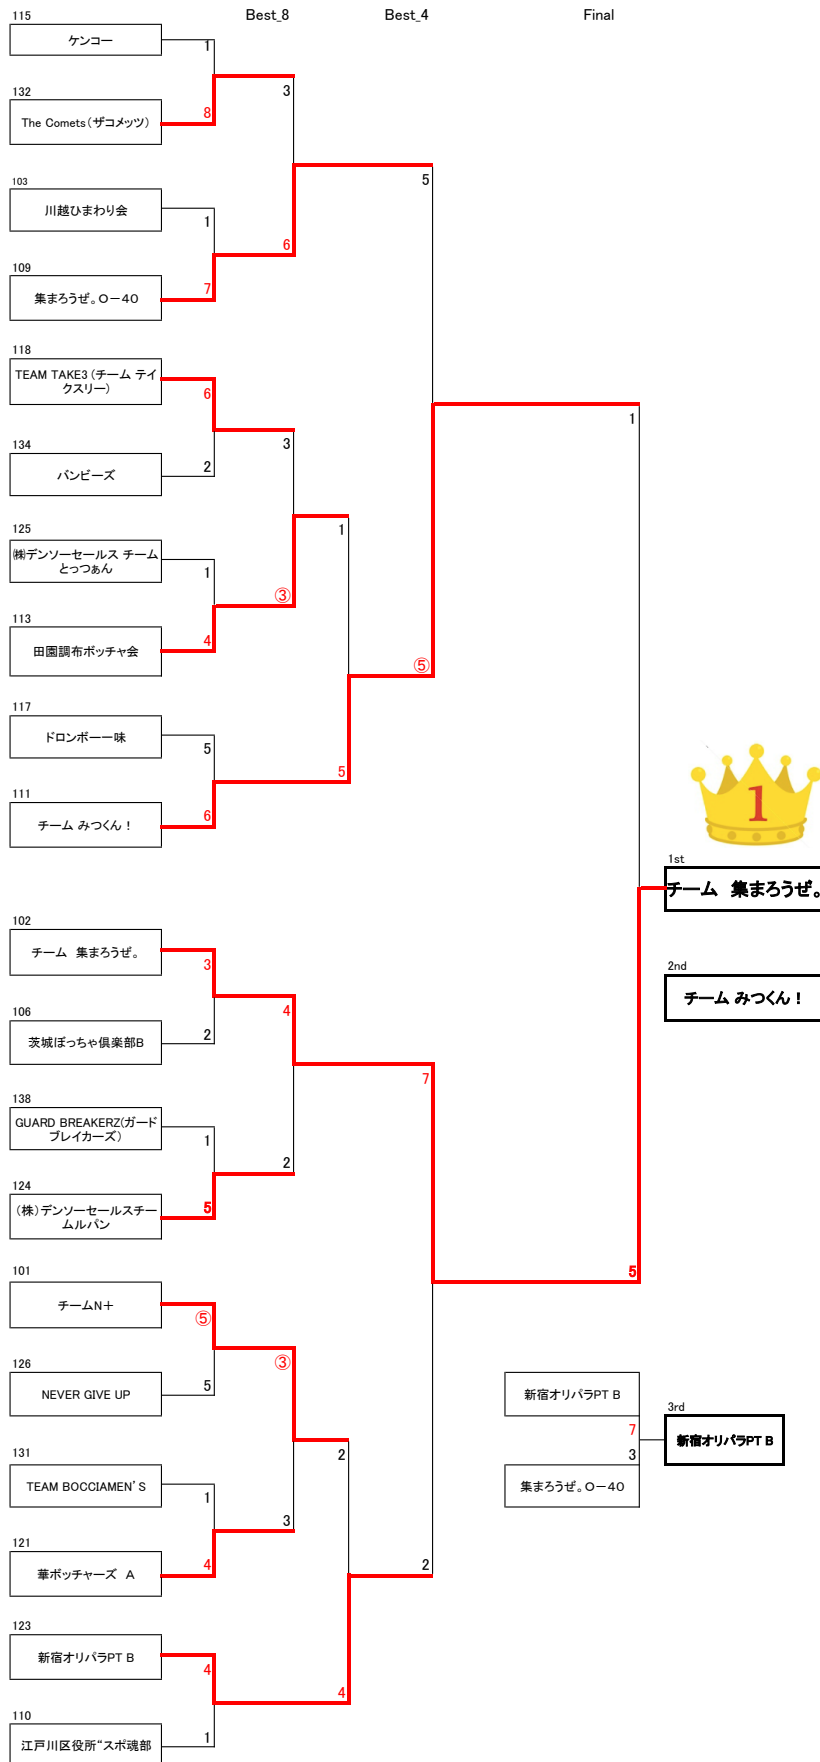 Best_8
Best_4
Final
115
ケンコー
1
132
The Comets(ザコメッツ)
8
3
103
川越ひまわり会
1
109
集まろうぜ。O-40
7
6
5
118
TEAM TAKE3 (チーム テイ
クスリー)
6
134
バンビーズ
2
3
125
㈱デンソーセールス チーム
とっつぁん
1
113
田園調布ボッチャ会
4
③
1
117
ドロンボー一味
5
111
チーム みつくん！
6
5
⑤
1
1
1st
チーム　集まろうぜ。
2nd
チーム みつくん！
102
チーム　集まろうぜ。
3
106
茨城ぼっちゃ倶楽部B
2
4
138
GUARD BREAKERZ(ガード
ブレイカーズ)
1
124
(株)デンソーセールスチー
ムルパン
5
2
7
5
101
チームN＋
⑤
126
NEVER GIVE UP
5
③
131
TEAM BOCCIAMEN'S
1
121
華ボッチャーズ　A
4
3
2
123
新宿オリパラPT B
4
110
江戸川区役所“スポ魂部
1
4
2
新宿オリパラPT B
7
3
集まろうぜ。O-40
3rd
新宿オリパラPT B